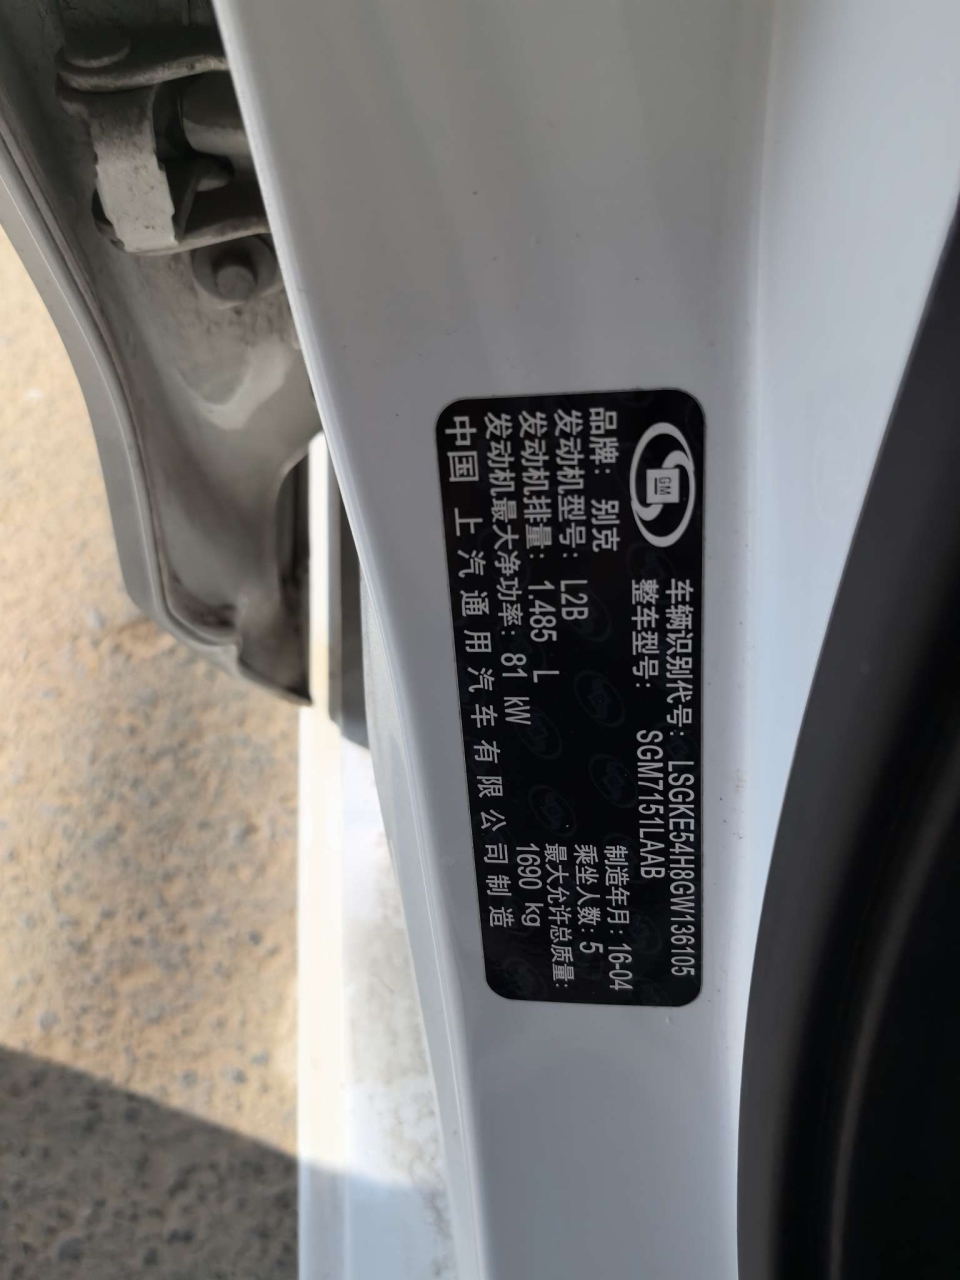 GM
车辆识别代号: LSGKE54H8GW136105
整车型号: SGM7151LAAB
品牌: 别克
制造年月: 16-04
发动机型号: L2B
乘坐人数: 5
发动机排量: 1.485 L
最大允许总质量:
发动机最大净功率: 81 kW
1690 kg
中国 上汽通用汽车有限公司制造